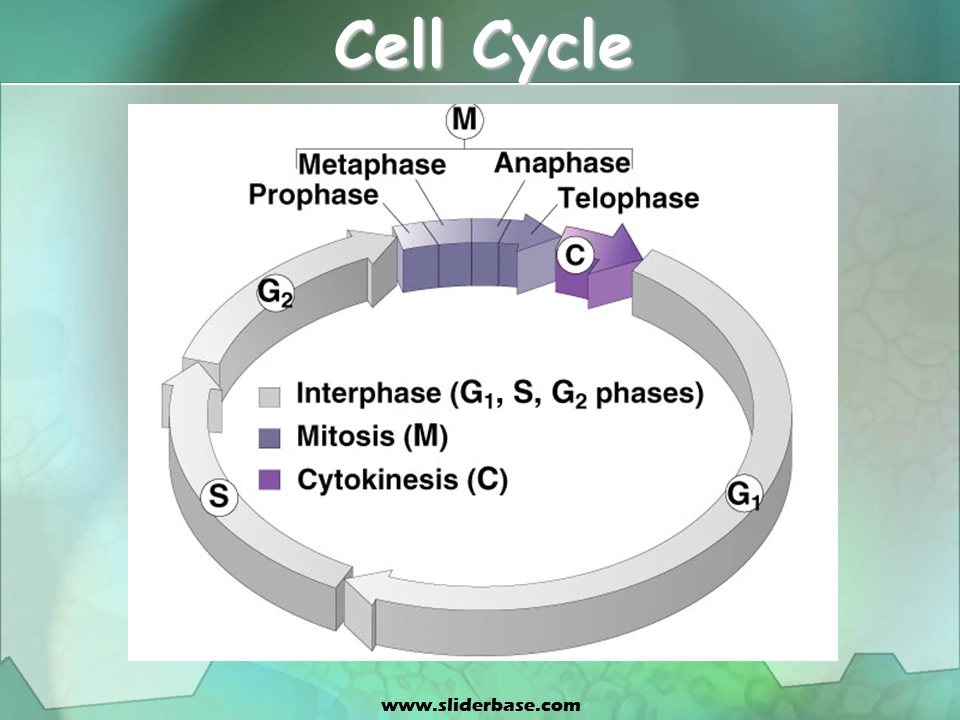 Cell Cycle
M
Metaphase
Anaphase
Prophase
Telophase
C
G₂
Interphase (G₁, S, G₂ phases)
Mitosis (M)
Cytokinesis (C)
S
G₁
www.sliderbase.com